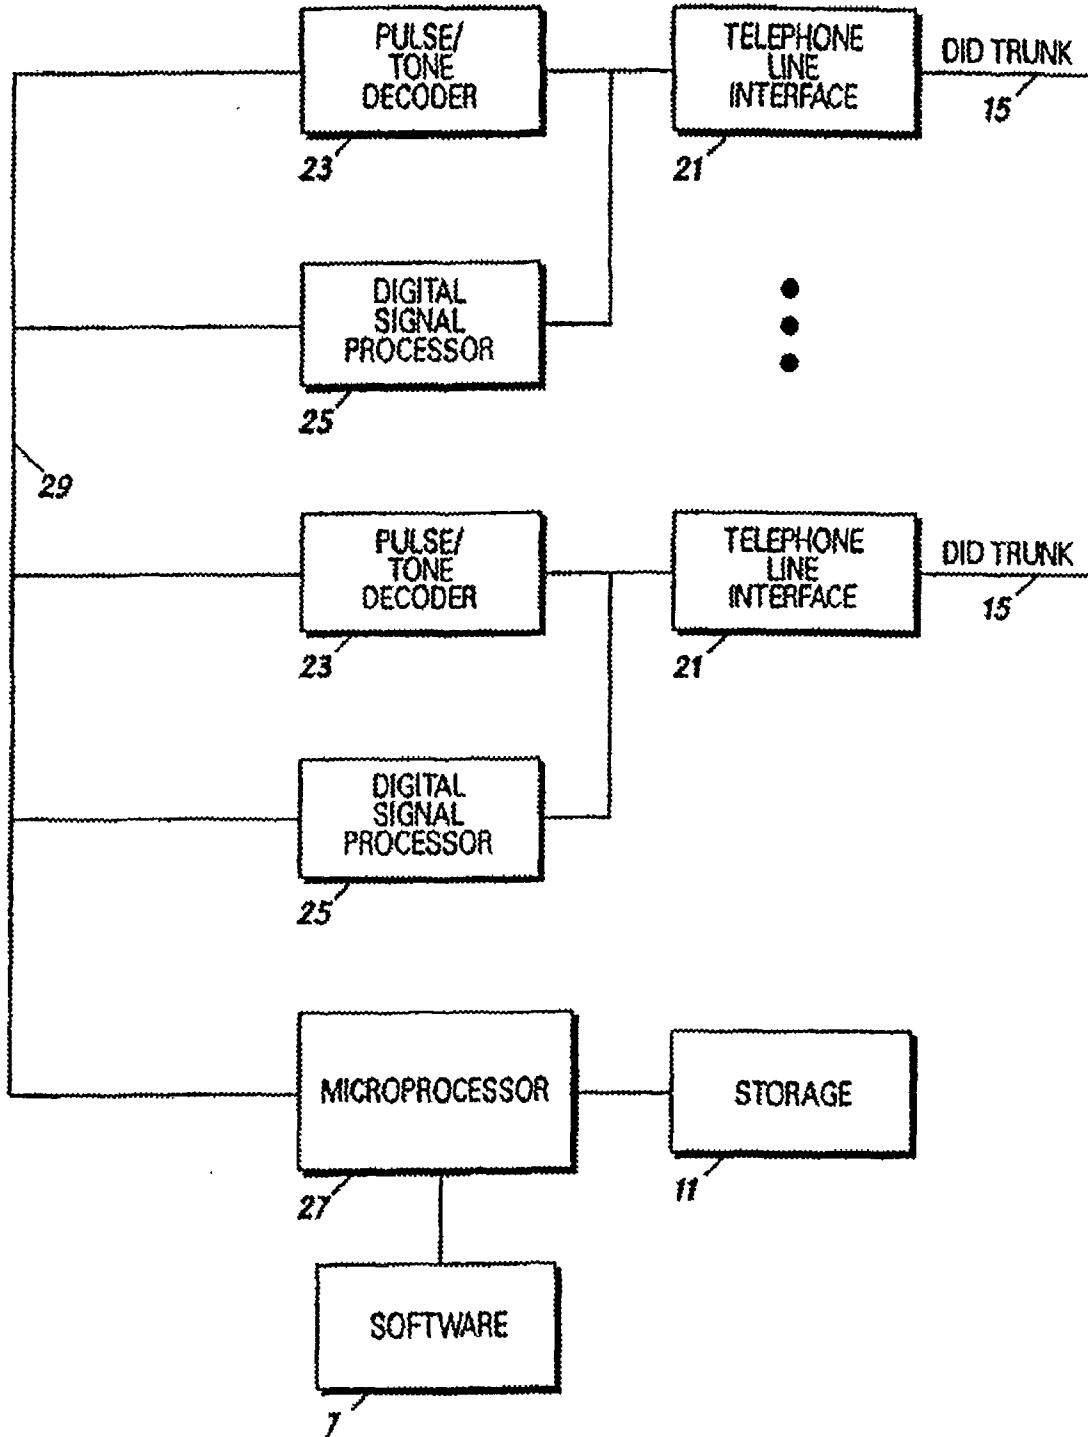 PULSE/
TONE
DECODER
23
TELEPHONE
LINE
INTERFACE
21
DID TRUNK
15
DIGITAL
SIGNAL
PROCESSOR
25
29
PULSE/
TONE
DECODER
23
TELEPHONE
LINE
INTERFACE
21
DID TRUNK
15
DIGITAL
SIGNAL
PROCESSOR
25
MICROPROCESSOR
27
STORAGE
11
SOFTWARE
7